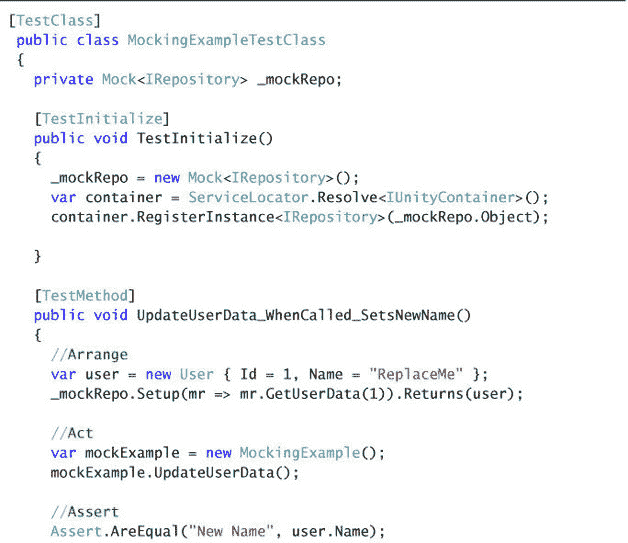 [TestClass]
public class MockingExampleTestClass
{
private Mock<IRepository> _mockRepo;
[TestInitialize]
public void TestInitialize()
{
_mockRepo = new Mock<IRepository>();
var container = ServiceLocator.Resolve<IUnityContainer>();
container.RegisterInstance<IRepository>(_mockRepo.Object);
}
[TestMethod]
public void UpdateUserData_WhenCalled_SetsNewName()
{
//Arrange
var user = new User { Id = 1, Name = "ReplaceMe" };
_mockRepo.Setup(mr => mr.GetUserData(1)).Returns(user);
//Act
var mockExample = new MockingExample();
mockExample.UpdateUserData();
//Assert
Assert.AreEqual("New Name", user.Name);